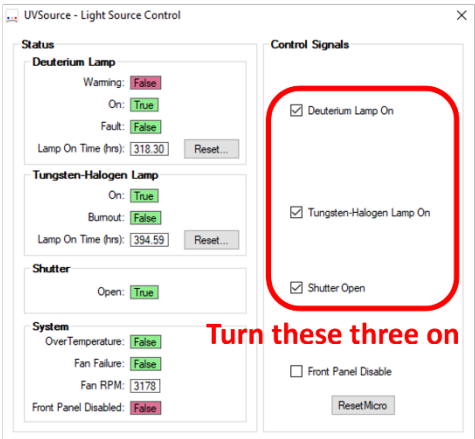 UVSource - Light Source Control
Status
Deuterium Lamp
Warming: False
On: True
Fault: False
Lamp On Time (hrs): 318.30 Reset...
Tungsten-Halogen Lamp
On: True
Burnout: False
Lamp On Time (hrs): 394.59 Reset...
Shutter
Open: True
System
OverTemperature: False
Fan Failure: False
Fan RPM: 3178
Front Panel Disabled: False
Control Signals
Deuterium Lamp On
Tungsten-Halogen Lamp On
Shutter Open
Turn these three on
Front Panel Disable
ResetMicro